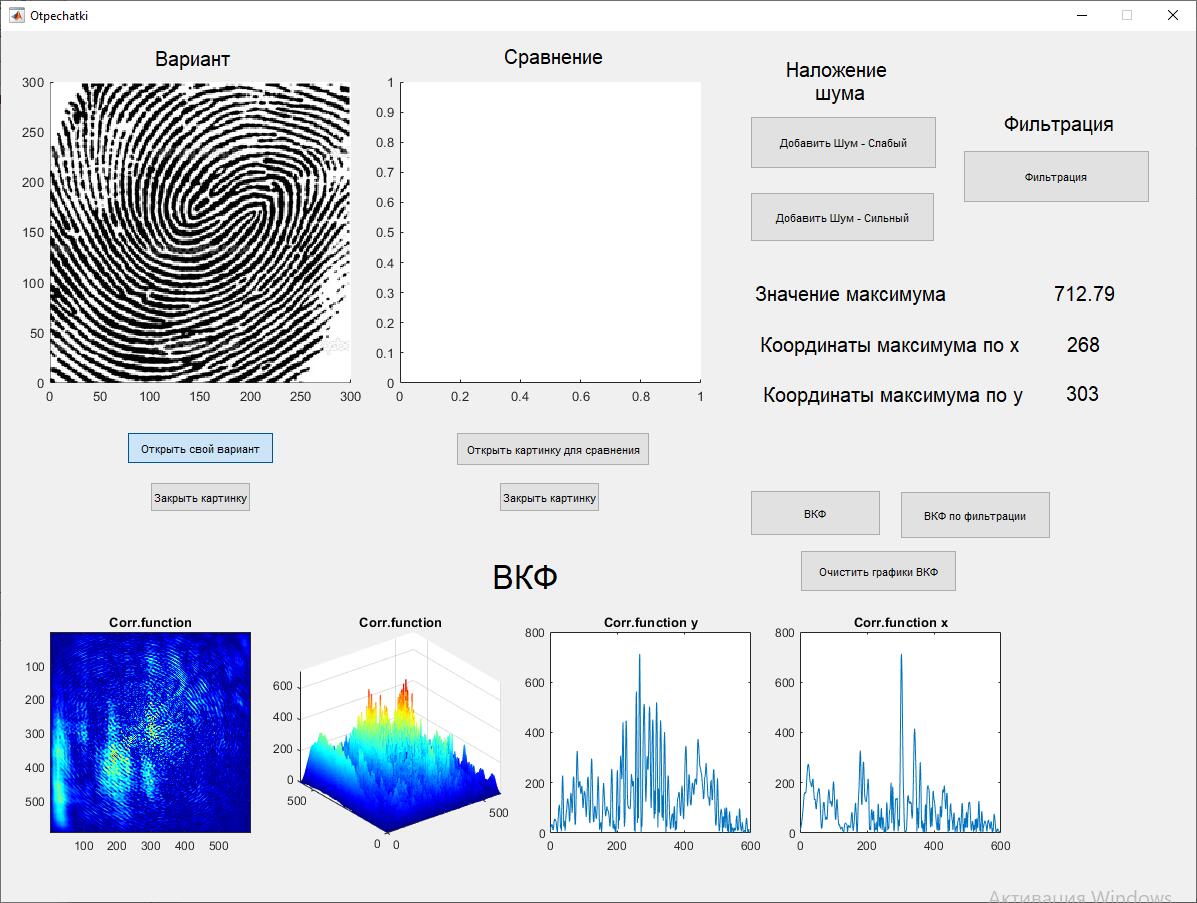 Otpechatki
Вариант
Сравнение
Наложение
шума
Фильтрация
Добавить Шум - Слабый
Фильтрация
Добавить Шум - Сильный
300
250
200
150
100
50
0
0 50 100 150 200 250 300
1
0.9
0.8
0.7
0.6
0.5
0.4
0.3
0.2
0.1
0
0 0.2 0.4 0.6 0.8 1
Значение максимума 712.79
Координаты максимума по x 268
Координаты максимума по y 303
Открыть свой вариант
Открыть картинку для сравнения
Закрыть картинку
Закрыть картинку
ВКФ
ВКФ по фильтрации
Очистить графики ВКФ
ВКФ
Corr.function
100
200
300
400
500
100 200 300 400 500
Corr.function
600
400
200
0
500
0 0
500
Corr.function y
800
600
400
200
0
0 200 400 600
Corr.function x
800
600
400
200
0
0 200 400 600
Активация Windows